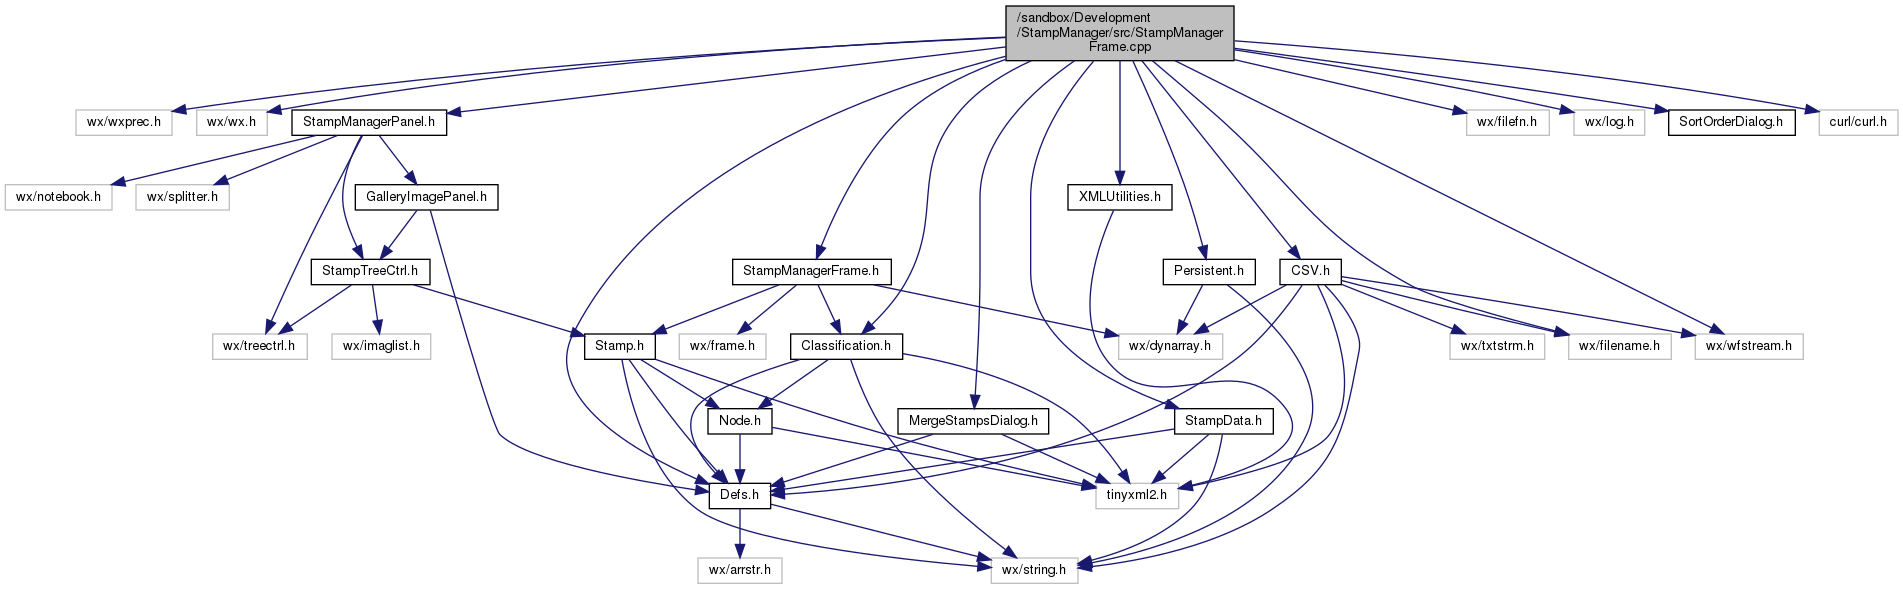 /sandbox/Development
/StampManager/src/StampManager
Frame.cpp
wx/wxprec.h
wx/wx.h
StampManagerPanel.h
wx/filefn.h
wx/log.h
SortOrderDialog.h
curl/curl.h
wx/notebook.h
wx/splitter.h
GalleryImagePanel.h
XMLUtilities.h
StampTreeCtrl.h
StampManagerFrame.h
Persistent.h
CSV.h
wx/treectrl.h
wx/imaglist.h
Stamp.h
wx/frame.h
Classification.h
wx/dynarray.h
wx/txtstrm.h
wx/filename.h
wx/wfstream.h
Node.h
MergeStampsDialog.h
StampData.h
Defs.h
tinyxml2.h
wx/arrstr.h
wx/string.h